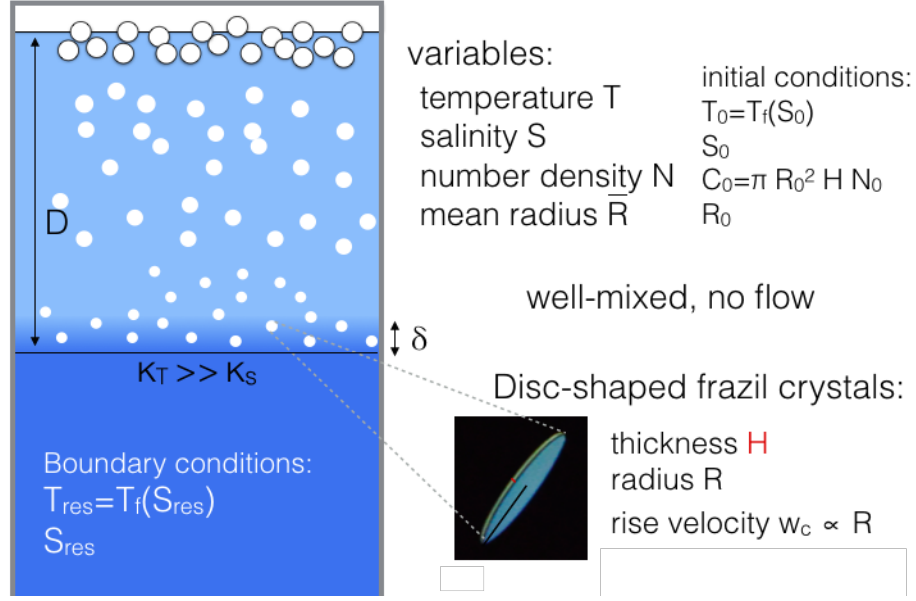 variables:
temperature T
salinity S
number density N
mean radius R̅
initial conditions:
T₀=Tf(S₀)
S₀
C₀=π R₀² H N₀
R₀
D
well-mixed, no flow
δ
K_T >> K_S
Disc-shaped frazil crystals:
thickness H
radius R
rise velocity w_c ∝ R
Boundary conditions:
T_res=T_f(S_res)
S_res